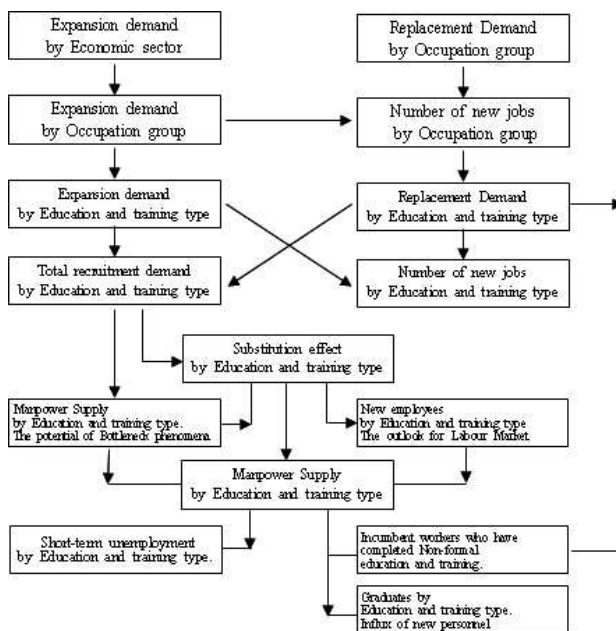 Expansion demand
by Economic sector
Replacement Demand
by Occupation group
Expansion demand
by Occupation group
Number of new jobs
by Occupation group
Expansion demand
by Education and training type
Replacement Demand
by Education and training type
Total recruitment demand
by Education and training type
Number of new jobs
by Education and training type
Substitution effect
by Education and training type
Manpower Supply
by Education and training type.
The potential of Bottleneck phenomena
New employees
by Education and training type
The outlook for Labour Market
Manpower Supply
by Education and training type
Short-term unemployment
by Education and training type.
Incumbent workers who have
completed Non-formal
education and training.
Graduates by
Education and training type.
Influx of new personnel